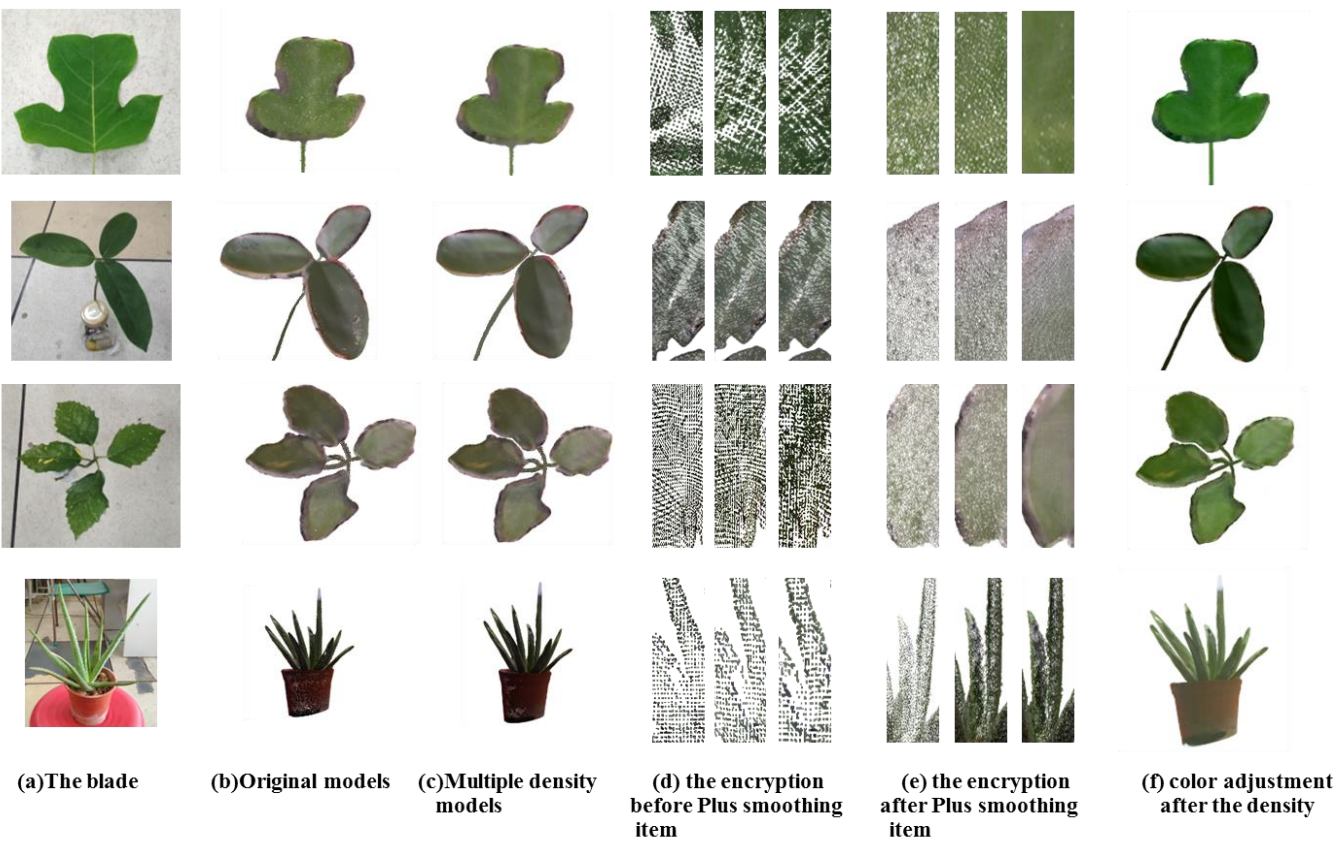 (a)The blade
(b)Original models
(c)Multiple density
models
(d) the encryption
before Plus smoothing
item
(e) the encryption
after Plus smoothing
item
(f) color adjustment
after the density